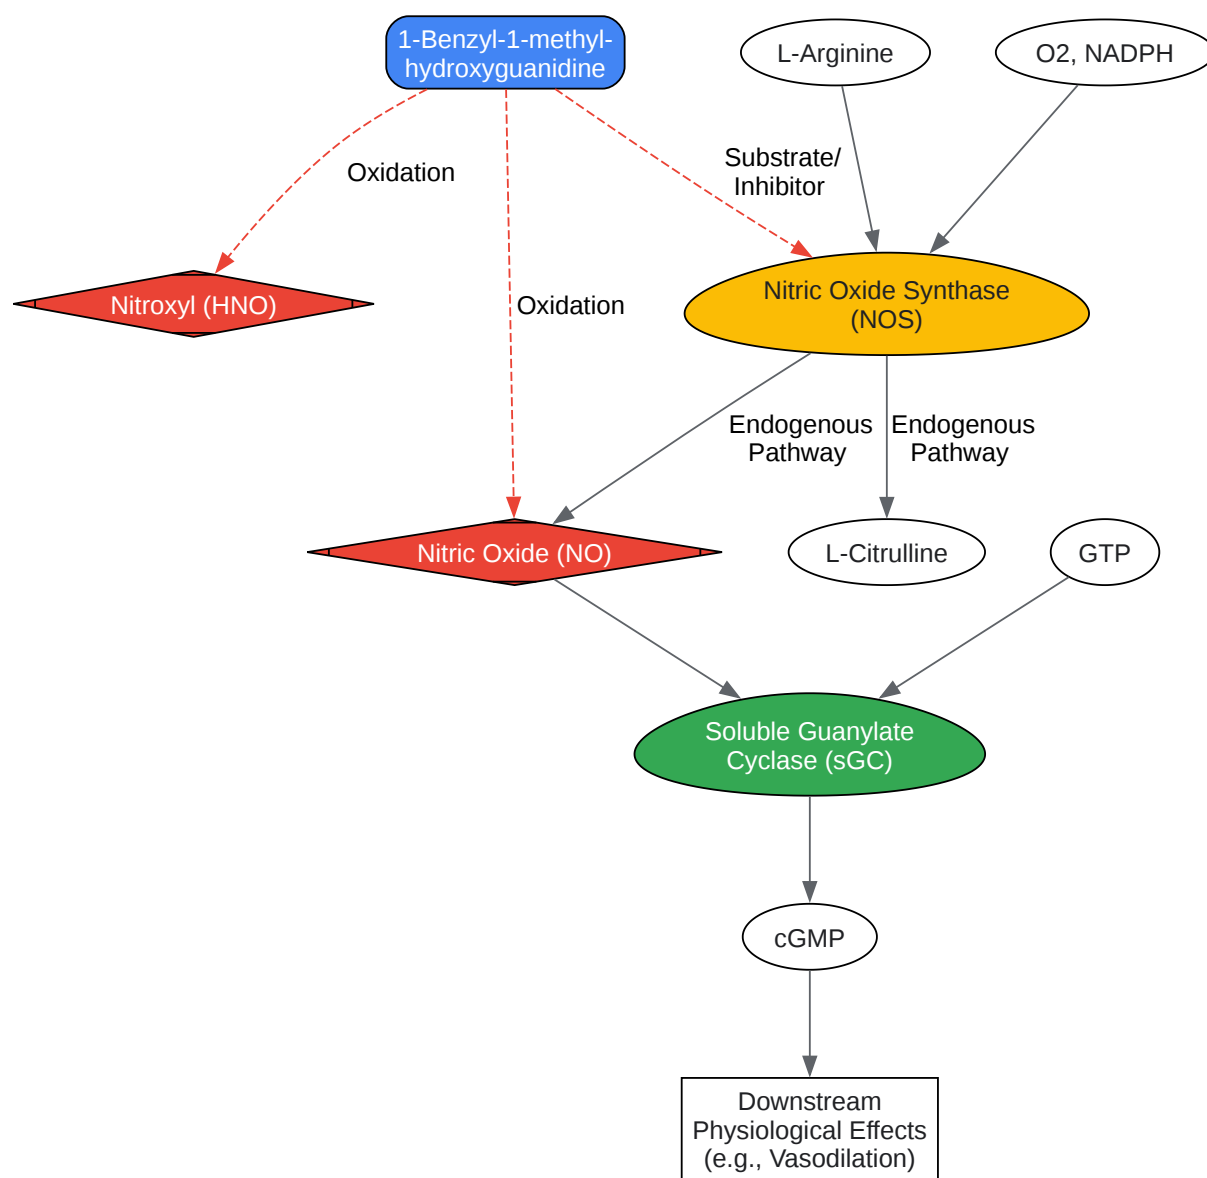 1-Benzyl-1-methyl-
hydroxyguanidine
L-Arginine
O2, NADPH
Oxidation
Substrate/
Inhibitor
Nitroxyl (HNO)
Oxidation
Nitric Oxide Synthase
(NOS)
Endogenous
Pathway
Endogenous
Pathway
Nitric Oxide (NO)
L-Citrulline
GTP
Soluble Guanylate
Cyclase (sGC)
cGMP
Downstream
Physiological Effects
(e.g., Vasodilation)